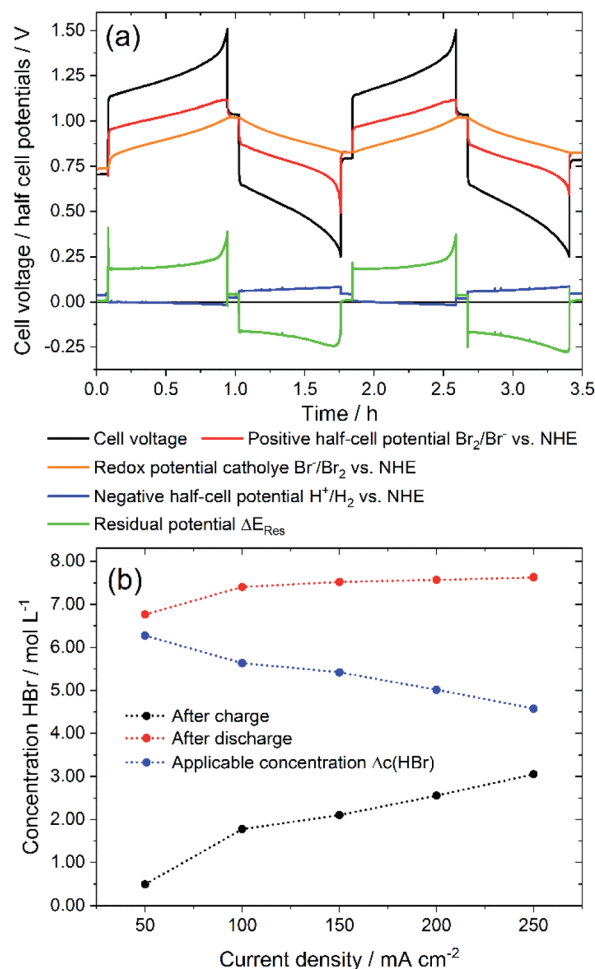 (a)
Cell voltage / half cell potentials / V
1.50
1.25
1.00
0.75
0.50
0.25
0.00
-0.25
0.0 0.5 1.0 1.5 2.0 2.5 3.0 3.5
Time / h
Cell voltage Positive half-cell potential Br₂/Br⁻ vs. NHE
Redox potential catholye Br⁻/Br₂ vs. NHE
Negative half-cell potential H⁺/H₂ vs. NHE
Residual potential ΔE_Res
(b)
Concentration HBr / mol L⁻¹
8.00
7.00
6.00
5.00
4.00
3.00
2.00
1.00
0.00
After charge
After discharge
Applicable concentration Δc(HBr)
50 100 150 200 250
Current density / mA cm⁻²